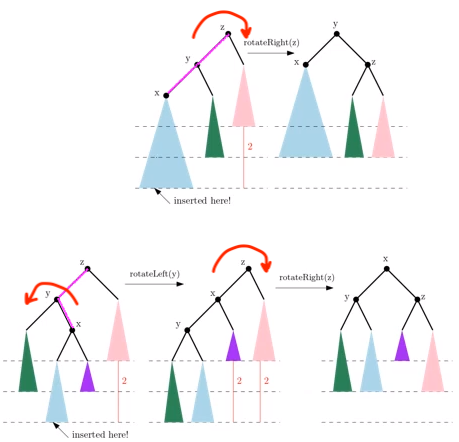 z
rotateRight(z)
y
y
x
x
z
2
inserted here!
z
rotateLeft(y)
z
rotateRight(z)
x
y
x
y
z
x
y
2
2
2
inserted here!